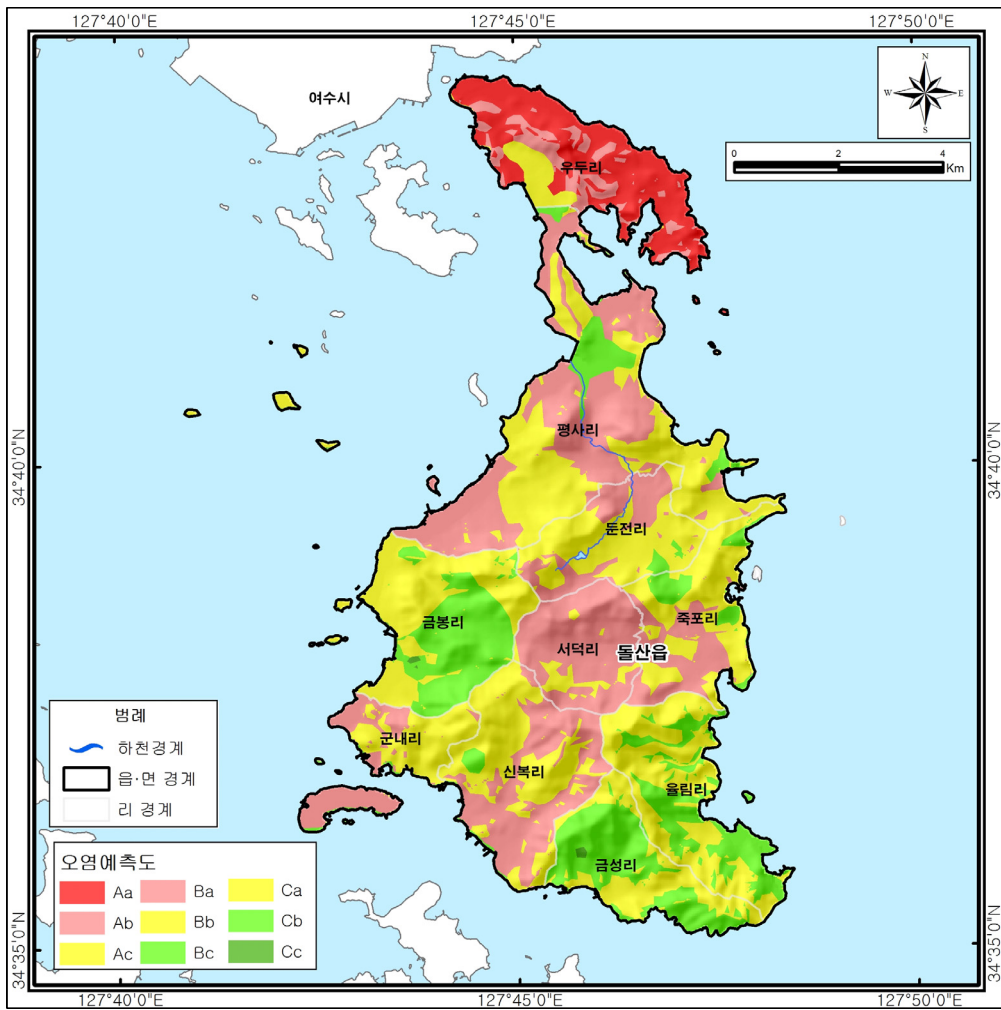 127°40'0"E
127°45'0"E
127°50'0"E
여수시
N
W
E
S
0
2
4
Km
우두리
34°40'0"N
34°40'0"N
평사리
둔전리
금봉리
죽포리
서덕리
돌산읍
군내리
신복리
율림리
금성리
범례
하천경계
읍·면 경계
리 경계
오염예측도
Aa
Ba
Ca
Ab
Bb
Cb
Ac
Bc
Cc
34°35'0"N
34°35'0"N
127°40'0"E
127°45'0"E
127°50'0"E